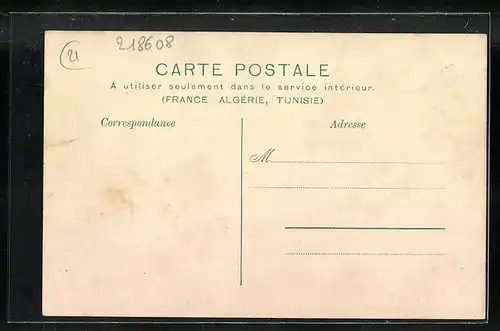 21
218608
CARTE POSTALE
A utiliser seulement dans le service intérieur.
(FRANCE ALGÉRIE, TUNISIE)
Correspondance Adresse
M